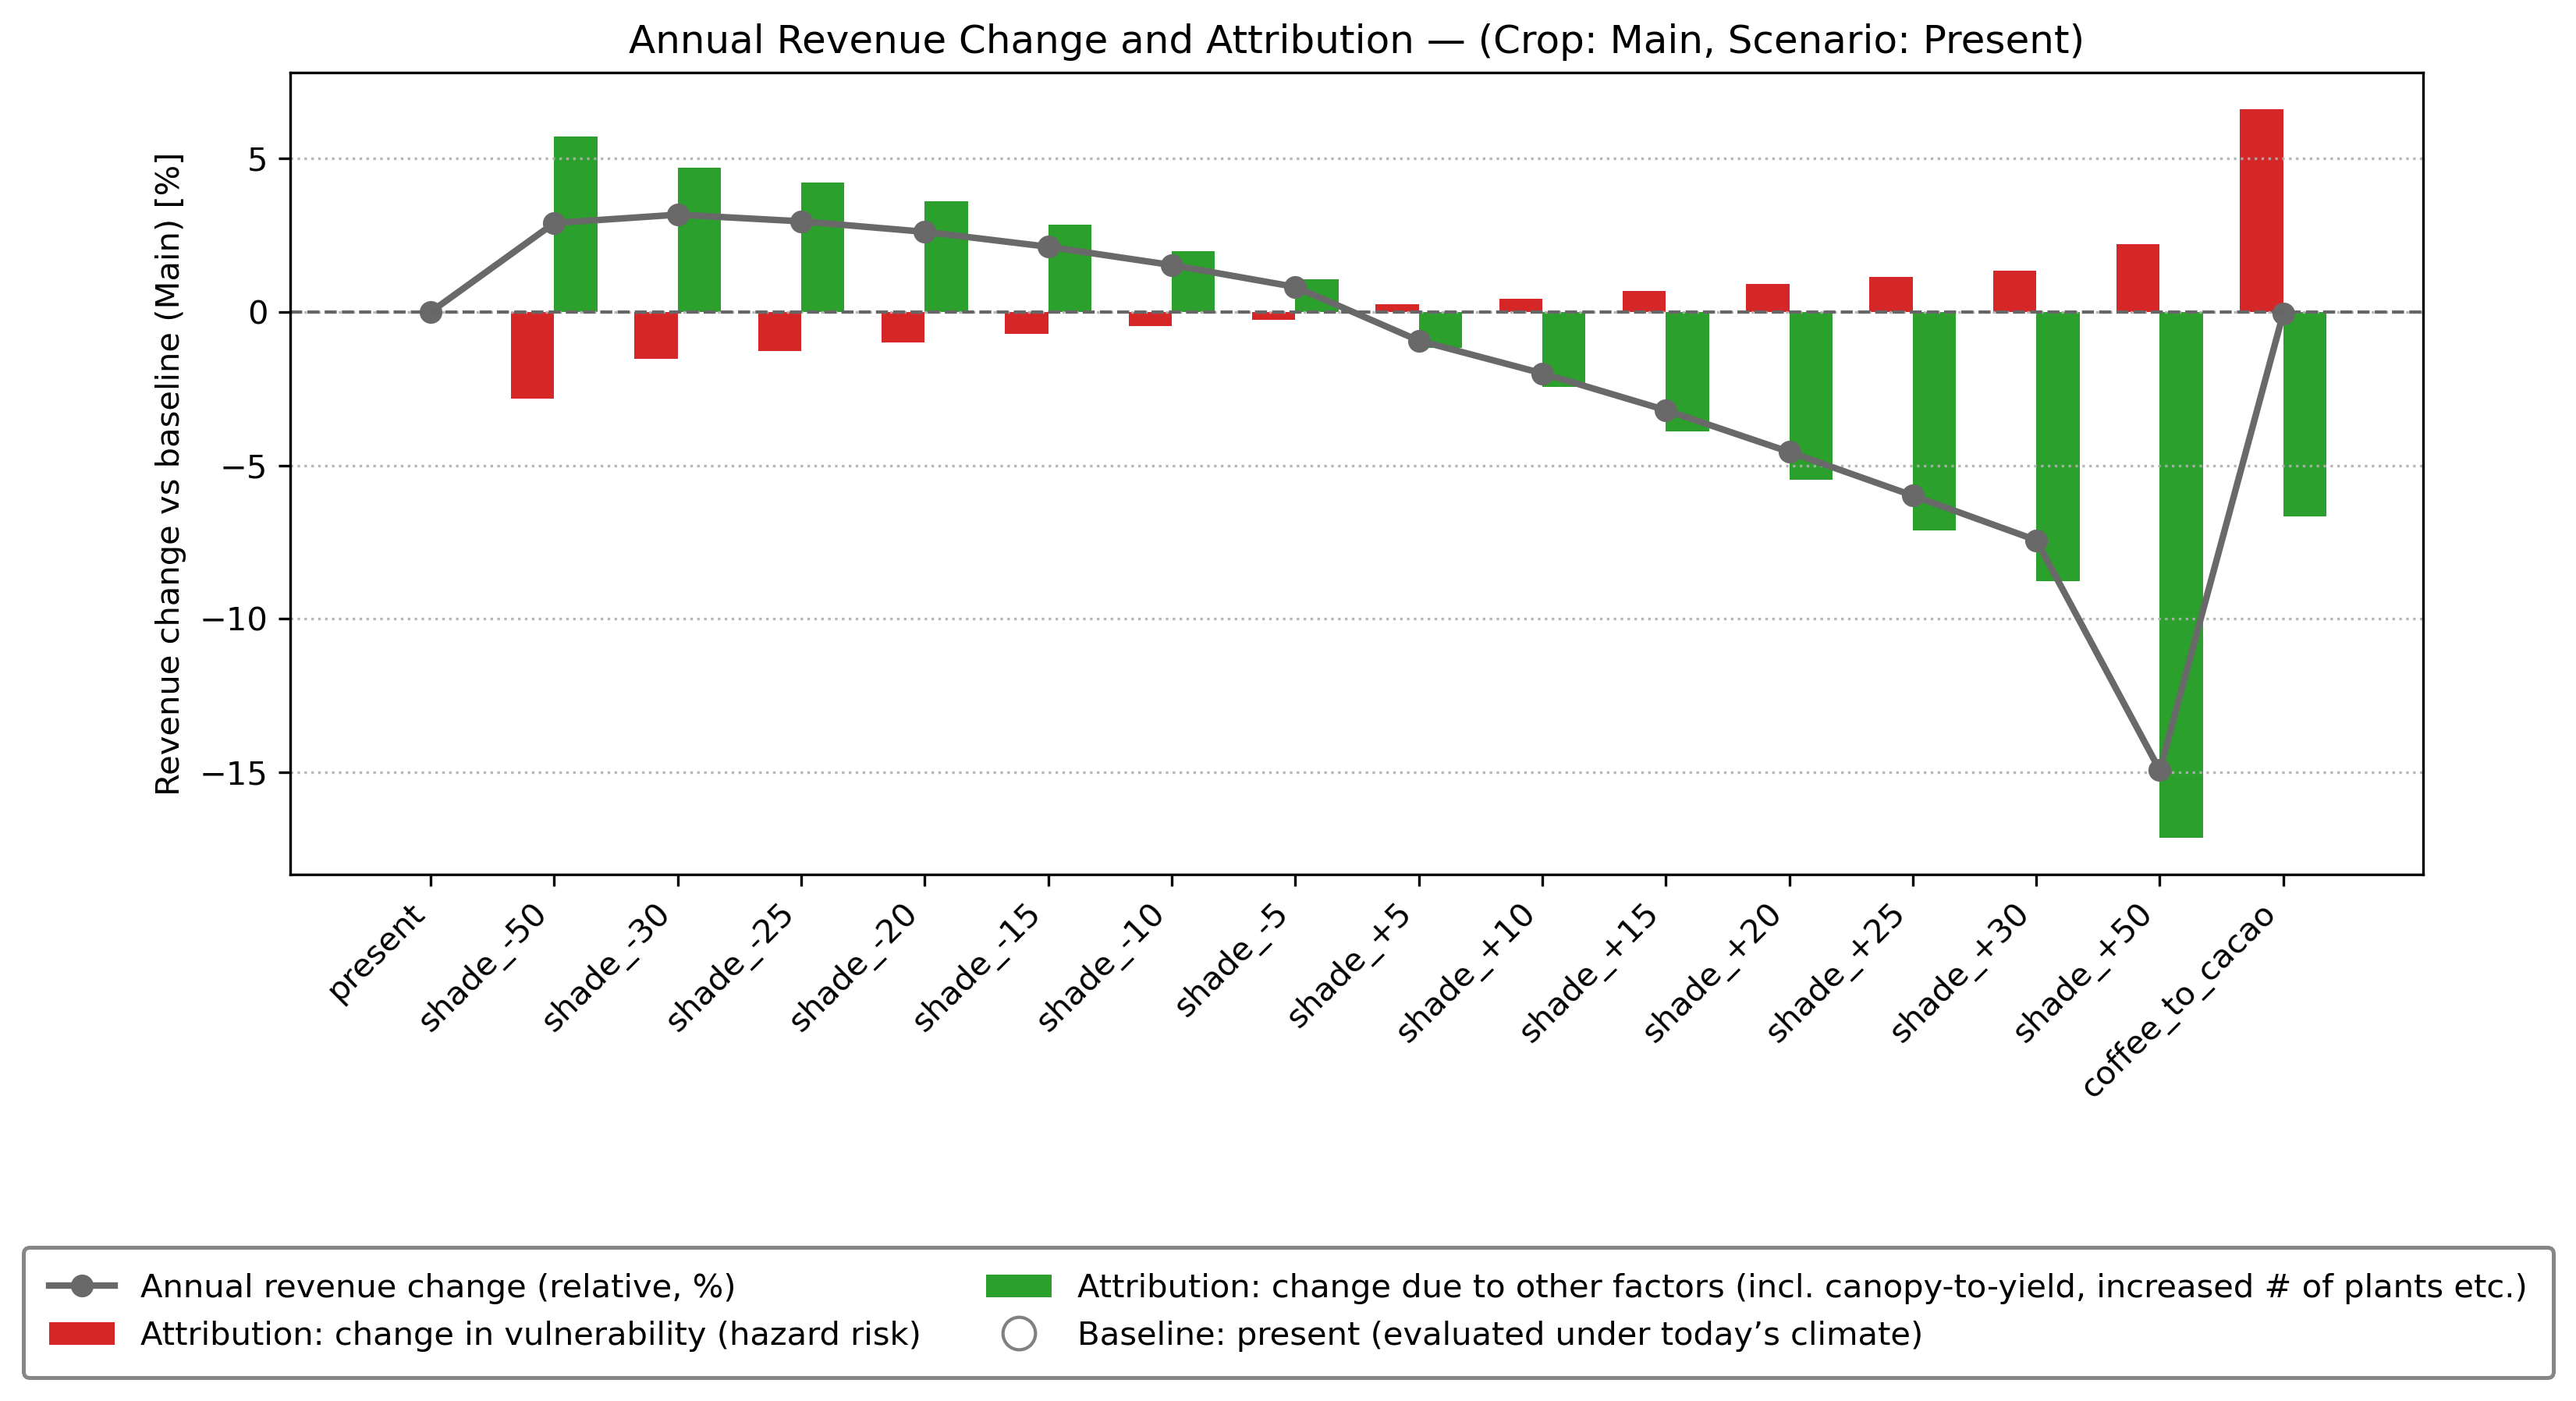 Annual Revenue Change and Attribution — (Crop: Main, Scenario: Present)
Revenue change vs baseline (Main) [%]
5
0
−5
−10
−15
present
shade_-50
shade_-30
shade_-25
shade_-20
shade_-15
shade_-10
shade_-5
shade_+5
shade_+10
shade_+15
shade_+20
shade_+25
shade_+30
shade_+50
coffee_to_cacao
Annual revenue change (relative, %)
Attribution: change in vulnerability (hazard risk)
Attribution: change due to other factors (incl. canopy-to-yield, increased # of plants etc.)
Baseline: present (evaluated under today’s climate)